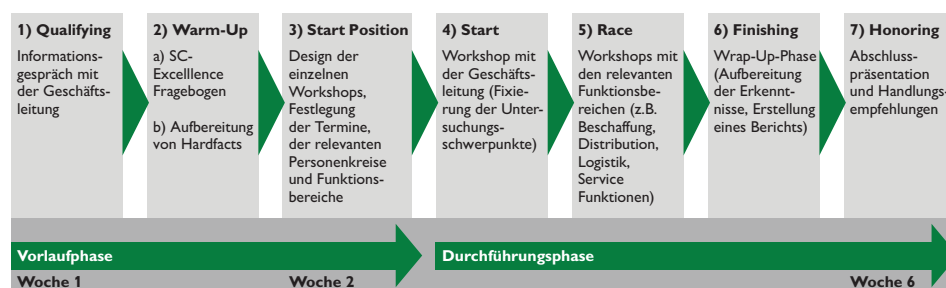 1) Qualifying
Informations-
gespräch mit
der Geschäfts-
leitung
2) Warm-Up
a) SC-
Excelllence
Fragebogen
b) Aufbereitung
von Hardfacts
3) Start Position
Design der
einzelnen
Workshops,
Festlegung
der Termine,
der relevanten
Personenkreise
und Funktions-
bereiche
4) Start
Workshop mit
der Geschäfts-
leitung (Fixie-
rung der Unter-
suchungs-
schwerpunkte)
5) Race
Workshops mit
den relevanten
Funktionsbe-
reichen (z.B.
Beschaffung,
Distribution,
Logistik,
Service
Funktionen)
6) Finishing
Wrap-Up-Phase
(Aufbereitung
der Erkennt-
nisse, Erstellung
eines Berichts)
7) Honoring
Abschluss-
präsentation
und Handlungs-
empfehlungen
Vorlaufphase
Durchführungsphase
Woche 1
Woche 2
Woche 6